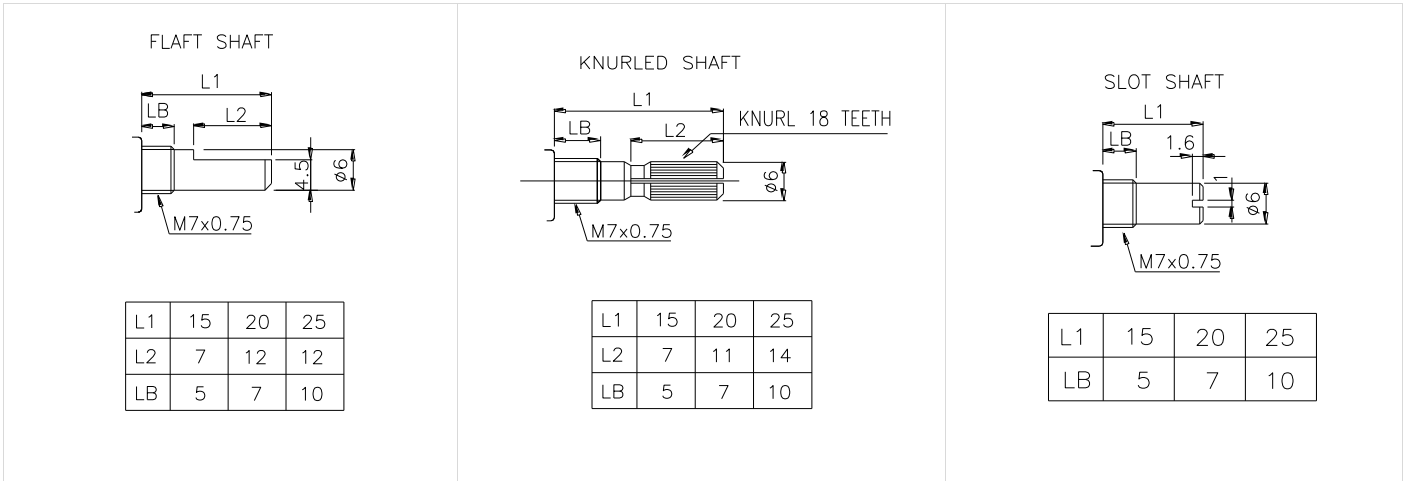 FLAFT SHAFT
L1
LB
L2
4.5
ø6
M7x0.75
L1 15 20 25
L2 7 12 12
LB 5 7 10
KNURLED SHAFT
L1
LB
L2
KNURL 18 TEETH
ø6
M7x0.75
L1 15 20 25
L2 7 11 14
LB 5 7 10
SLOT SHAFT
L1
LB
1.6
1
ø6
M7x0.75
L1 15 20 25
LB 5 7 10